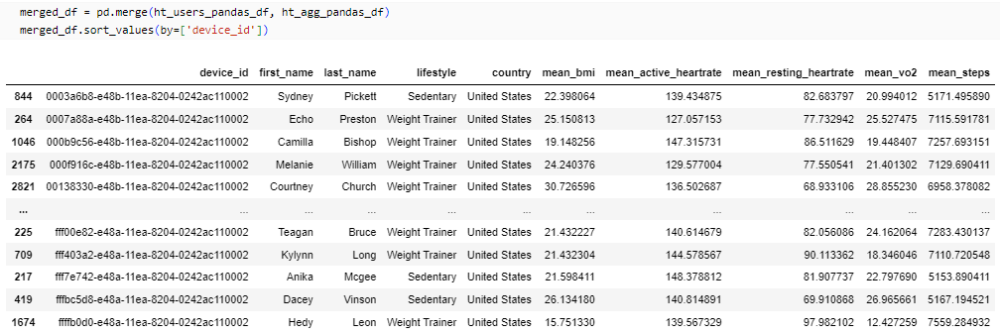 merged_df = pd.merge(ht_users_pandas_df, ht_agg_pandas_df)
merged_df.sort_values(by=['device_id'])
device_id first_name last_name lifestyle country mean_bmi mean_active_heartrate mean_resting_heartrate mean_vo2 mean_steps
844 0003a6b8-e48b-11ea-8204-0242ac110002 Sydney Pickett Sedentary United States 22.398064 139.434875 82.683797 20.994012 5171.495890
264 0007a88a-e48b-11ea-8204-0242ac110002 Echo Preston Weight Trainer United States 25.150813 127.057153 77.732942 25.527475 7115.591781
1046 000b9c56-e48b-11ea-8204-0242ac110002 Camilla Bishop Weight Trainer United States 19.148256 147.315731 86.511629 19.448407 7257.693151
2175 000f916c-e48b-11ea-8204-0242ac110002 Melanie William Weight Trainer United States 24.240376 129.577004 77.550541 21.401302 7129.690411
2821 00138330-e48b-11ea-8204-0242ac110002 Courtney Church Weight Trainer United States 30.726596 136.502687 68.933106 28.855230 6958.378082
... ... ... ... ... ... ... ... ... ... ...
225 fff00e82-e48a-11ea-8204-0242ac110002 Teagan Bruce Weight Trainer United States 21.432227 140.614679 82.056086 24.162064 7283.430137
709 fff403a2-e48a-11ea-8204-0242ac110002 Kylynn Long Weight Trainer United States 21.432304 144.578567 90.113362 18.346046 7110.720548
217 fff7e742-e48a-11ea-8204-0242ac110002 Anika Mcgee Sedentary United States 21.598411 148.378812 81.907737 22.797690 5153.890411
419 fffbc5d8-e48a-11ea-8204-0242ac110002 Dacey Vinson Sedentary United States 26.134180 140.814891 69.910868 26.965661 5167.194521
1674 ffffb0d0-e48a-11ea-8204-0242ac110002 Hedy Leon Weight Trainer United States 15.751330 139.567329 97.982102 12.427259 7559.284932